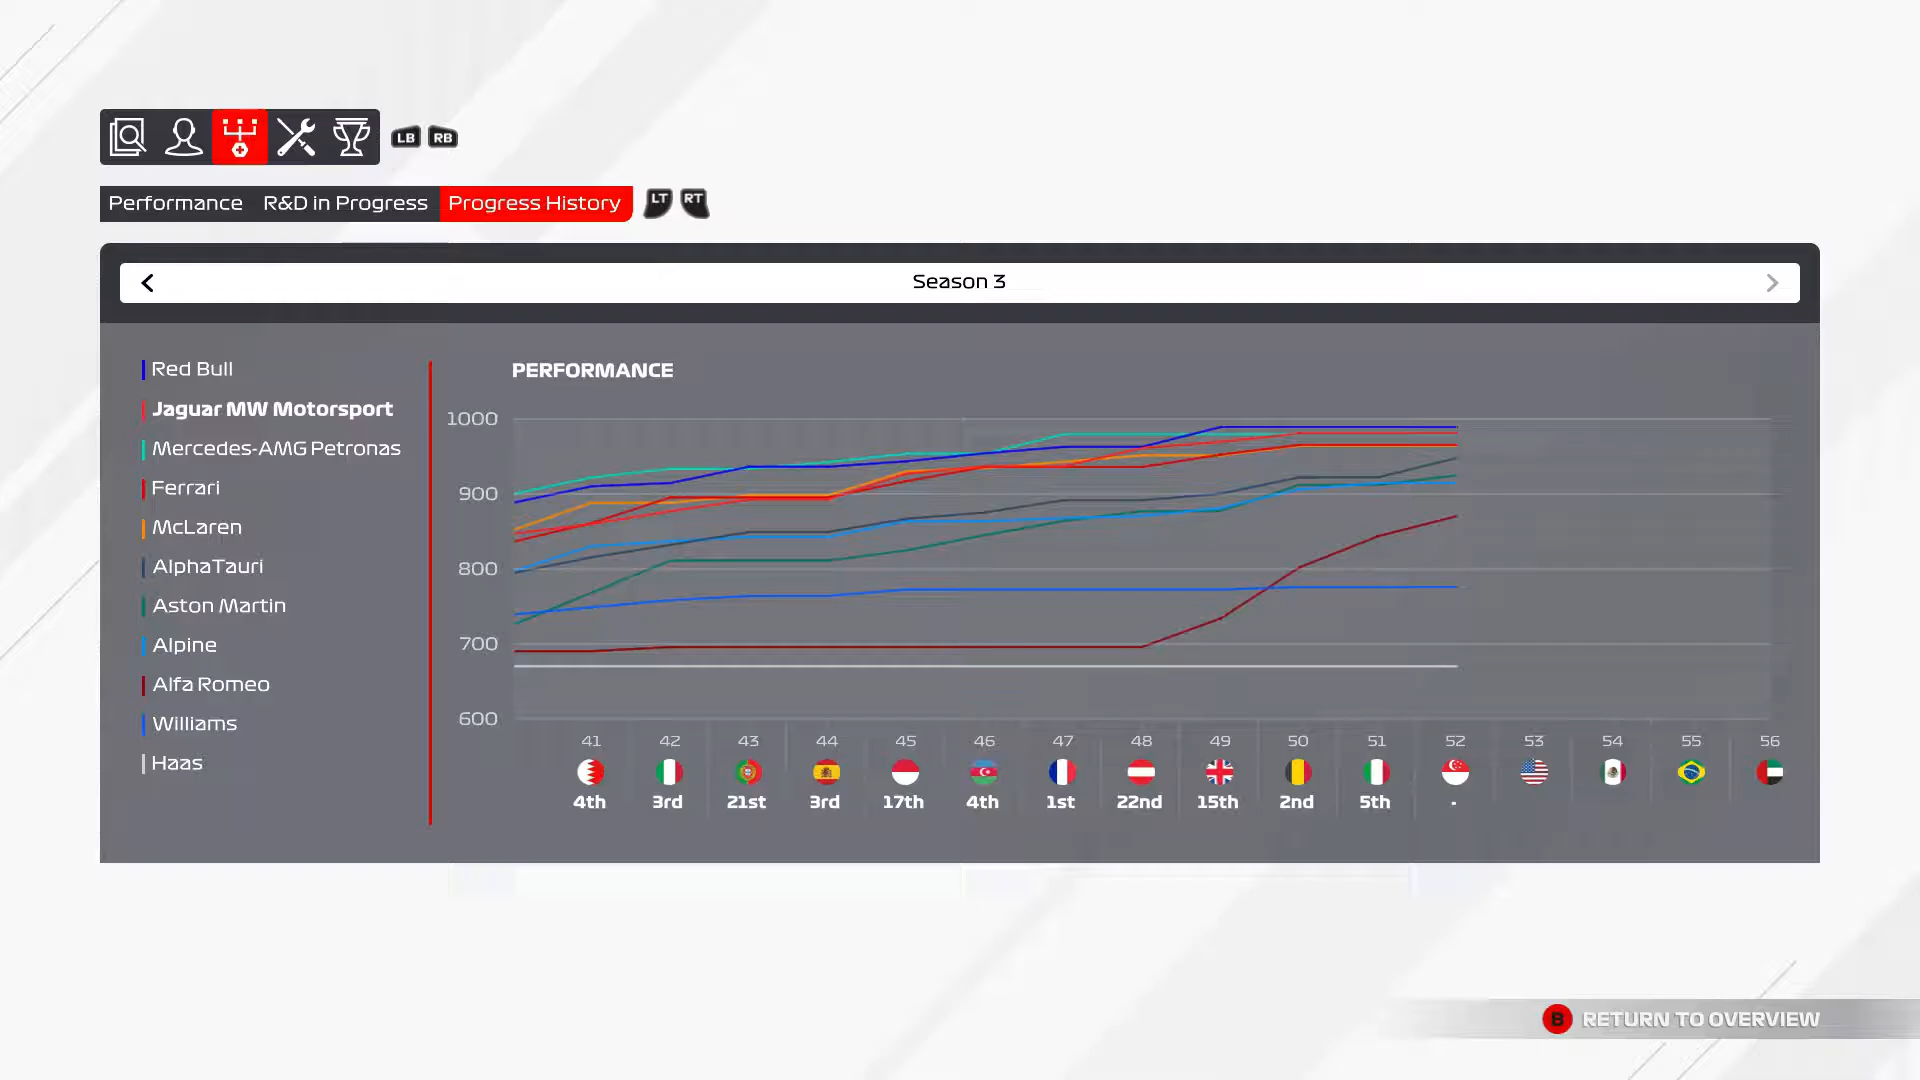 LB RB
Performance R&D in Progress Progress History LT RT
Season 3
Red Bull
Jaguar MW Motorsport
Mercedes-AMG Petronas
Ferrari
McLaren
AlphaTauri
Aston Martin
Alpine
Alfa Romeo
Williams
Haas
PERFORMANCE
1000
900
800
700
600
41 42 43 44 45 46 47 48 49 50 51 52 53 54 55 56
4th 3rd 21st 3rd 17th 4th 1st 22nd 15th 2nd 5th -
B RETURN TO OVERVIEW